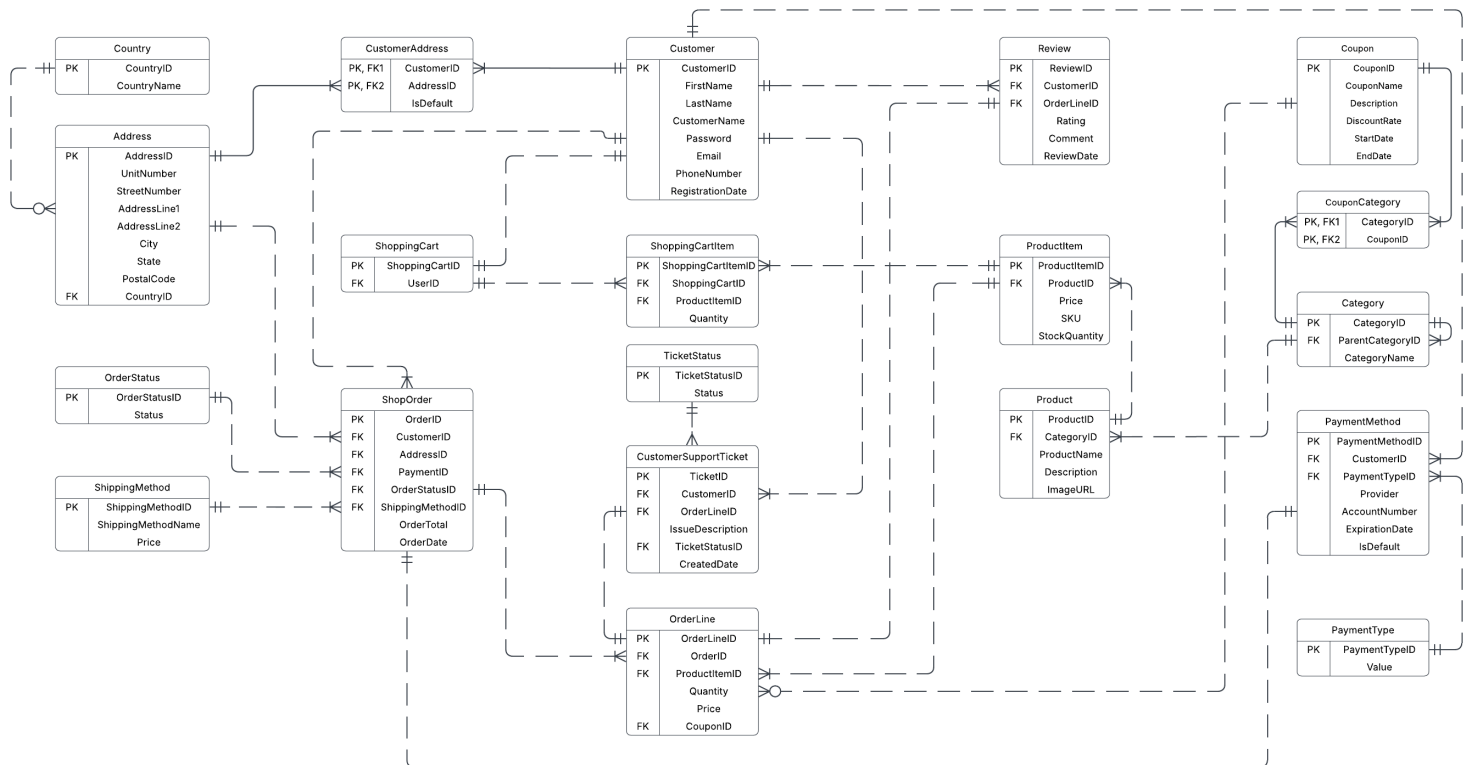 Country
PK CountryID
CountryName
CustomerAddress
PK, FK1 CustomerID
PK, FK2 AddressID
IsDefault
Customer
PK CustomerID
FirstName
LastName
CustomerName
Password
Email
PhoneNumber
RegistrationDate
Review
PK ReviewID
FK CustomerID
FK OrderLineID
Rating
Comment
ReviewDate
Coupon
PK CouponID
CouponName
Description
DiscountRate
StartDate
EndDate
Address
PK AddressID
UnitNumber
StreetNumber
AddressLine1
AddressLine2
City
State
PostalCode
FK CountryID
CouponCategory
PK, FK1 CategoryID
PK, FK2 CouponID
ShoppingCart
PK ShoppingCartID
FK UserID
ShoppingCartItem
PK ShoppingCartItemID
FK ShoppingCartID
FK ProductItemID
Quantity
ProductItem
PK ProductItemID
FK ProductID
Price
SKU
StockQuantity
Category
PK CategoryID
FK ParentCategoryID
CategoryName
TicketStatus
PK TicketStatusID
Status
OrderStatus
PK OrderStatusID
Status
ShopOrder
PK OrderID
FK CustomerID
FK AddressID
FK PaymentID
FK OrderStatusID
FK ShippingMethodID
OrderTotal
OrderDate
Product
PK ProductID
FK CategoryID
ProductName
Description
ImageURL
PaymentMethod
PK PaymentMethodID
FK CustomerID
FK PaymentTypeID
Provider
AccountNumber
ExpirationDate
IsDefault
CustomerSupportTicket
PK TicketID
FK CustomerID
FK OrderLineID
IssueDescription
FK TicketStatusID
CreatedDate
ShippingMethod
PK ShippingMethodID
ShippingMethodName
Price
OrderLine
PK OrderLineID
FK OrderID
FK ProductItemID
Quantity
Price
FK CouponID
PaymentType
PK PaymentTypeID
Value